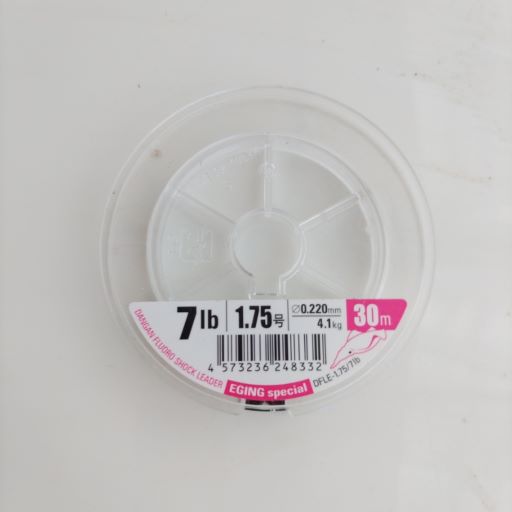 7lb
1.75号
⌀0.220mm
4.1kg
30m
4 573236 248332
DANGAN FLUORO SHOCK LEADER
EGING special
DFLE-1.75/7lb